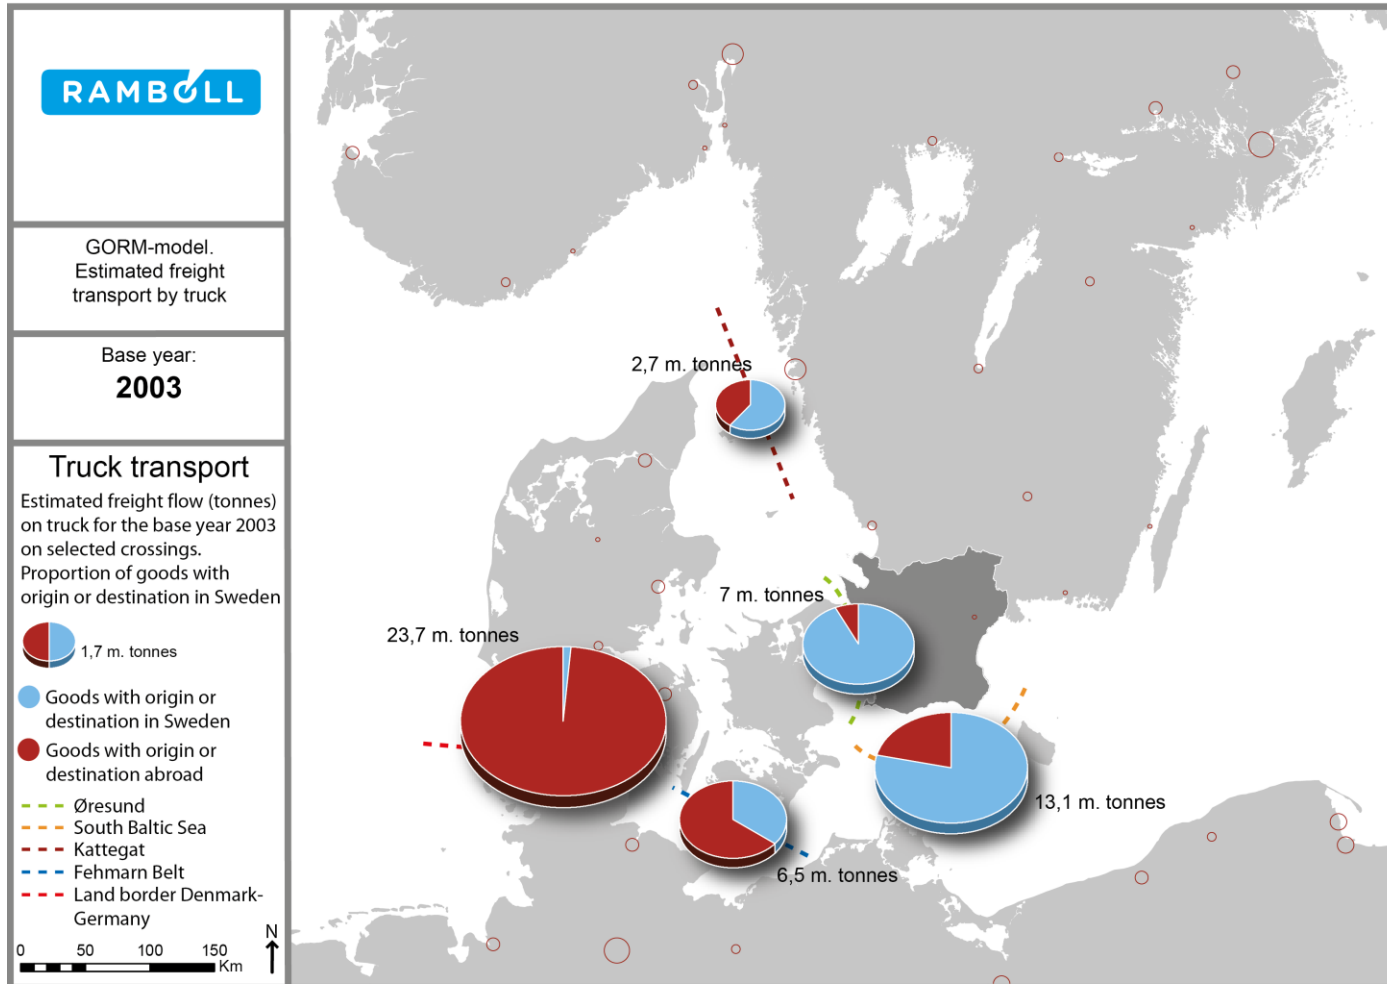 RAMBOLL
GORM-model.
Estimated freight
transport by truck
Base year:
2003
Truck transport
Estimated freight flow (tonnes)
on truck for the base year 2003
on selected crossings.
Proportion of goods with
origin or destination in Sweden
1,7 m. tonnes
Goods with origin or
destination in Sweden
Goods with origin or
destination abroad
Øresund
South Baltic Sea
Kattegat
Fehmarn Belt
Land border Denmark-
Germany
0 50 100 150
Km
N
2,7 m. tonnes
7 m. tonnes
23,7 m. tonnes
13,1 m. tonnes
6,5 m. tonnes